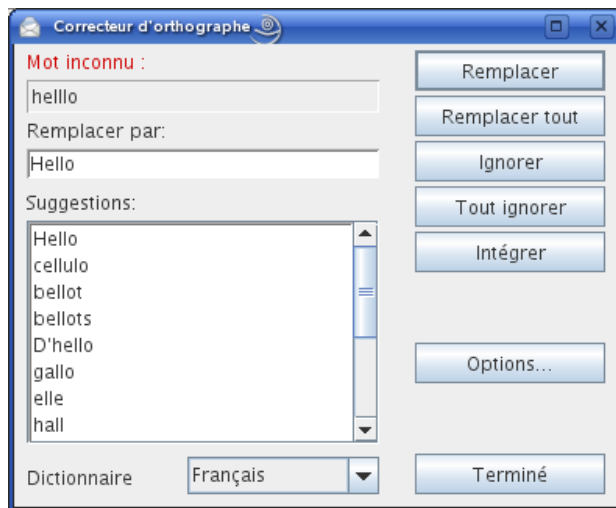 Correcteur d'orthographe
Mot inconnu :
helllo
Remplacer par:
Hello
Suggestions:
Hello
cellulo
bellot
bellots
D'hello
gallo
elle
hall
Dictionnaire
Français
Remplacer
Remplacer tout
Ignorer
Tout ignorer
Intégrer
Options...
Terminé